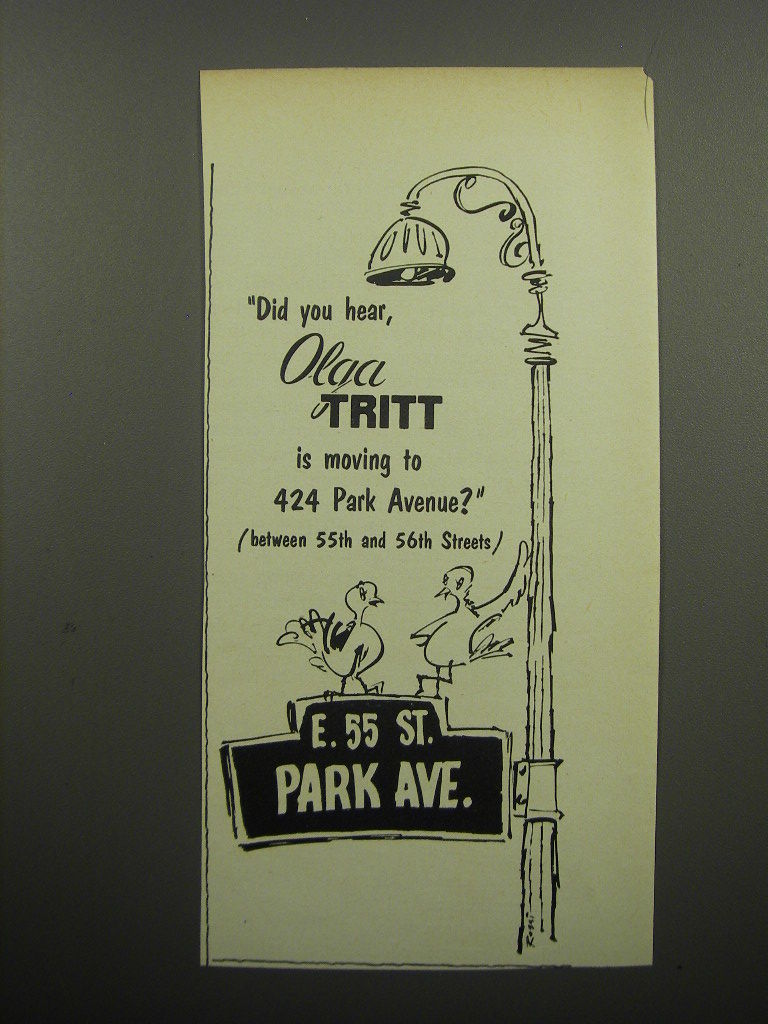 "Did you hear,
Olga
TRITT
is moving to
424 Park Avenue?"
(between 55th and 56th Streets)
E. 55 ST.
PARK AVE.
Rossi